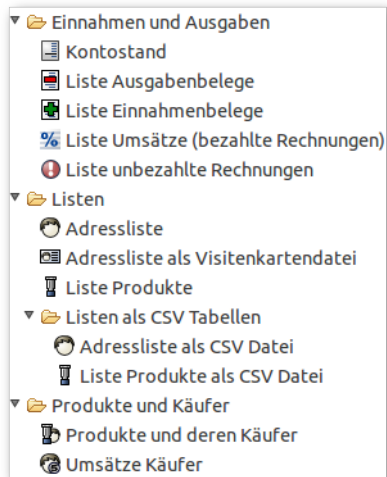 Einnahmen und Ausgaben
Kontostand
Liste Ausgabenbelege
Liste Einnahmenbelege
Liste Umsätze (bezahlte Rechnungen)
Liste unbezahlte Rechnungen
Listen
Adressliste
Adressliste als Visitenkartendatei
Liste Produkte
Listen als CSV Tabellen
Adressliste als CSV Datei
Liste Produkte als CSV Datei
Produkte und Käufer
Produkte und deren Käufer
Umsätze Käufer